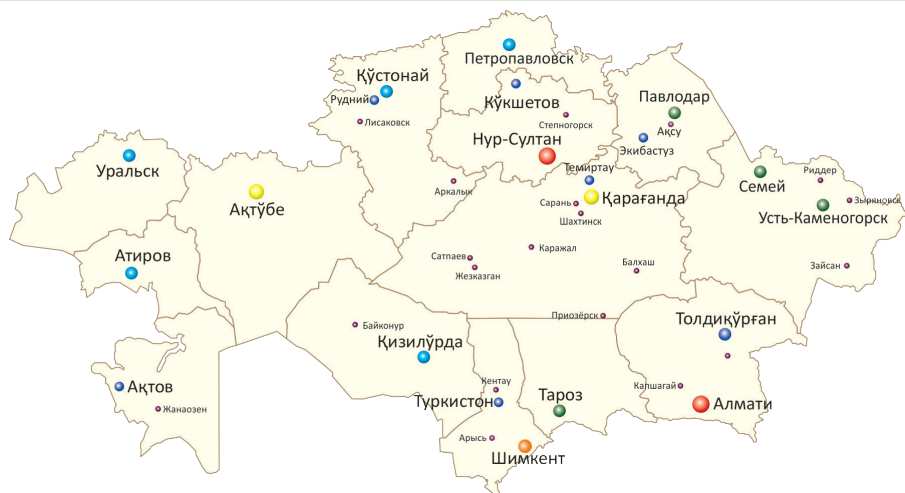 Петропавловск
Қўстонай
Рудний
Кўкшетов
Павлодар
Лисаковск
Степногорск
Ақсу
Нур-Султан
Экибастуз
Уральск
Темиртау
Риддер
Семей
Ақтўбе
Аркалык
Қарағанда
Сарань
Зыряновск
Шахтинск
Усть-Каменогорск
Каражал
Атиров
Сатпаев
Балхаш
Зайсан
Жезказган
Приозёрск
Толдиқўрған
Байконур
Қизилўрда
Кентау
Ақтов
Капшагай
Тароз
Туркистон
Алмати
Жанаозен
Арысь
Шимкент